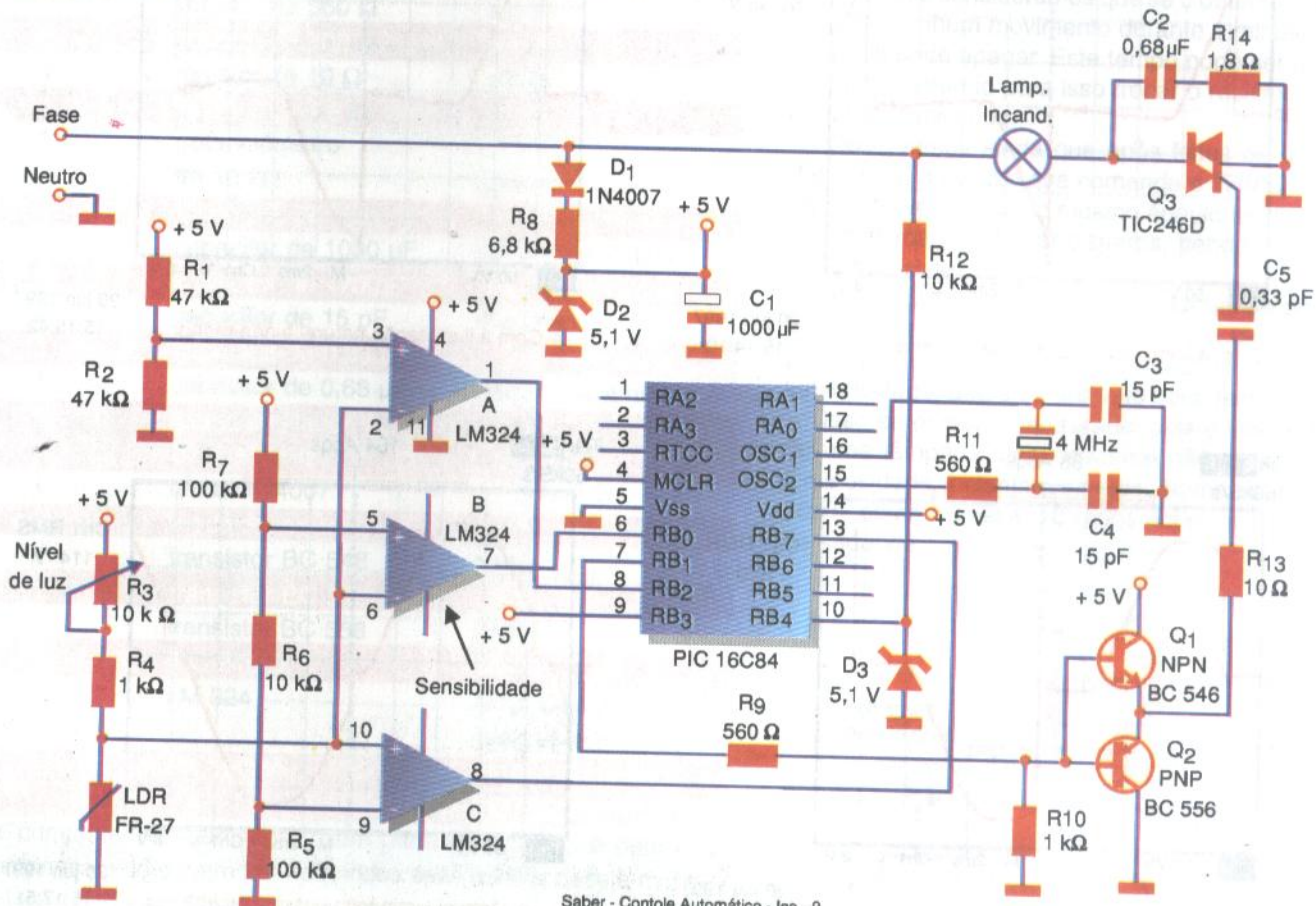 Fase
Neutro
+ 5 V
R1
47 kΩ
R2
47 kΩ
+ 5 V
R7
100 kΩ
R6
10 kΩ
R5
100 kΩ
+ 5 V
Nível
de luz
R3
10 k Ω
R4
1 kΩ
LDR
FR-27
D1
1N4007
R8
6,8 kΩ
D2
5,1 V
+ 5 V
C1
1000µF
+ 5 V
3
4
+
1
A
-
2
11
LM324
5
+
B
LM324
7
-
6
Sensibilidade
10
+
8
-
9
C
LM324
+ 5 V
+ 5 V
1 RA2
2 RA3
3 RTCC
4 MCLR
5 Vss
6 RB0
7 RB1
8 RB2
9 RB3
RA1 18
RA0 17
OSC1 16
OSC2 15
Vdd 14
RB7 13
RB6 12
RB5 11
RB4 10
PIC 16C84
+ 5 V
Lamp.
Incand.
C2
0,68µF
R14
1,8 Ω
Q3
TIC246D
C5
0,33 pF
R12
10 kΩ
R11
560 Ω
4 MHz
C3
15 pF
C4
15 pF
R13
10 Ω
D3
5,1 V
R9
560 Ω
R10
1 kΩ
+ 5 V
Q1
NPN
BC 546
Q2
PNP
BC 556
Saber - Contole Automático - Ins - 9